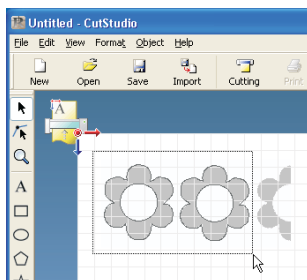 Untitled - CutStudio
File Edit View Format Object Help
New Open Save Import Cutting Print
A
A